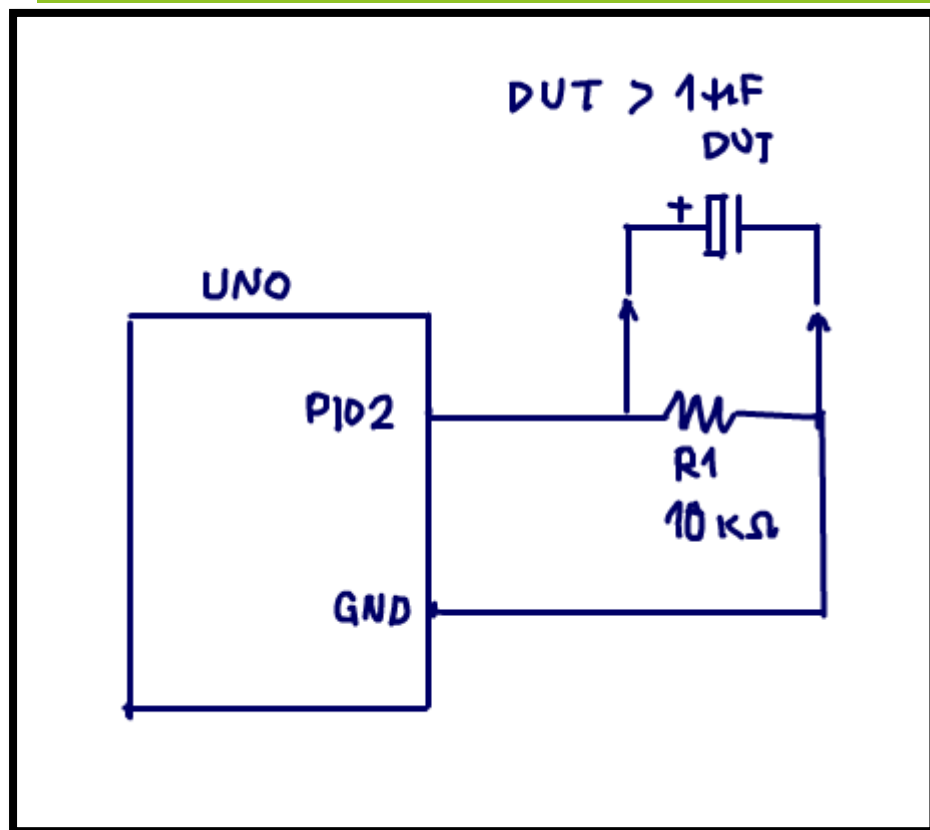 DUT > 1µF
DUT
UNO
PIO2
R1
10 KΩ
GND
+